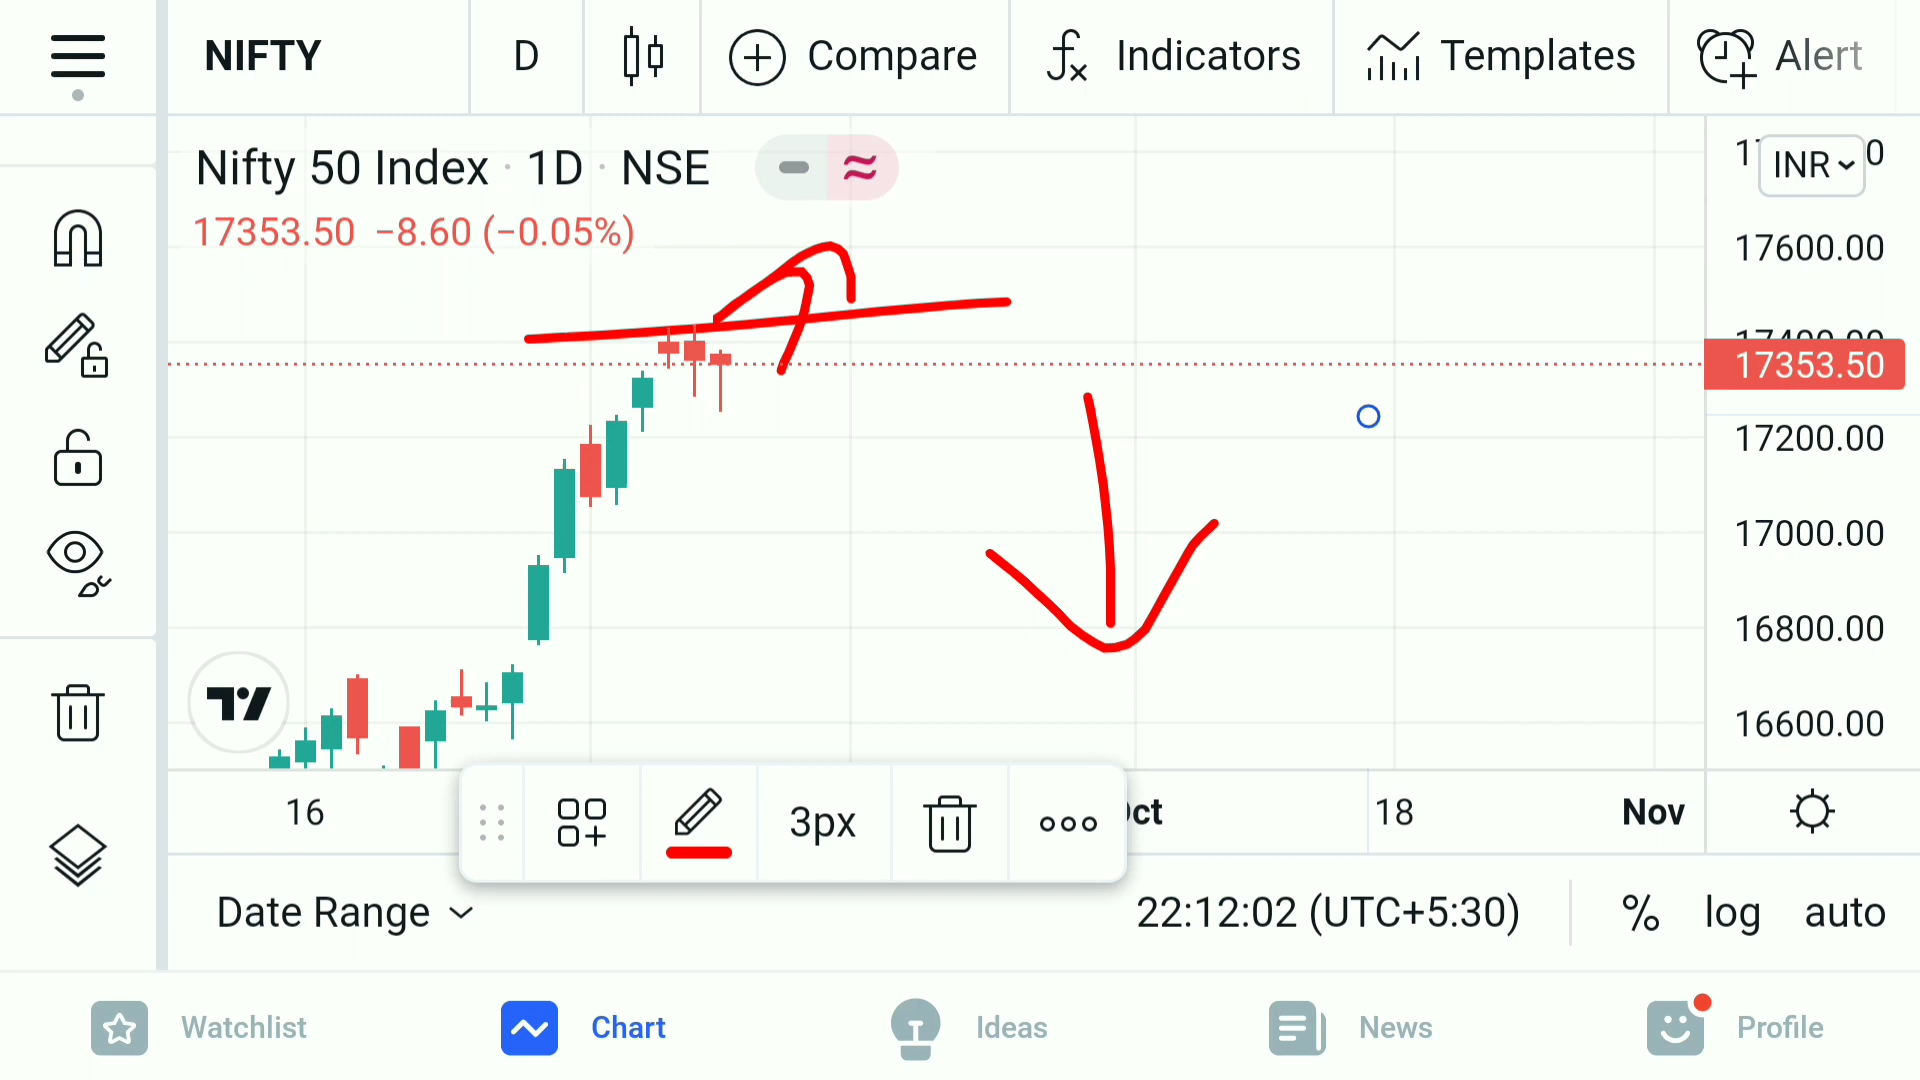 NIFTY D Compare Indicators Templates Alert
Nifty 50 Index · 1D · NSE
INR
17353.50 −8.60 (−0.05%)
17600.00
17353.50
17200.00
17000.00
16800.00
16600.00
16 18 Nov
3px
Date Range 22:12:02 (UTC+5:30) % log auto
Watchlist Chart Ideas News Profile